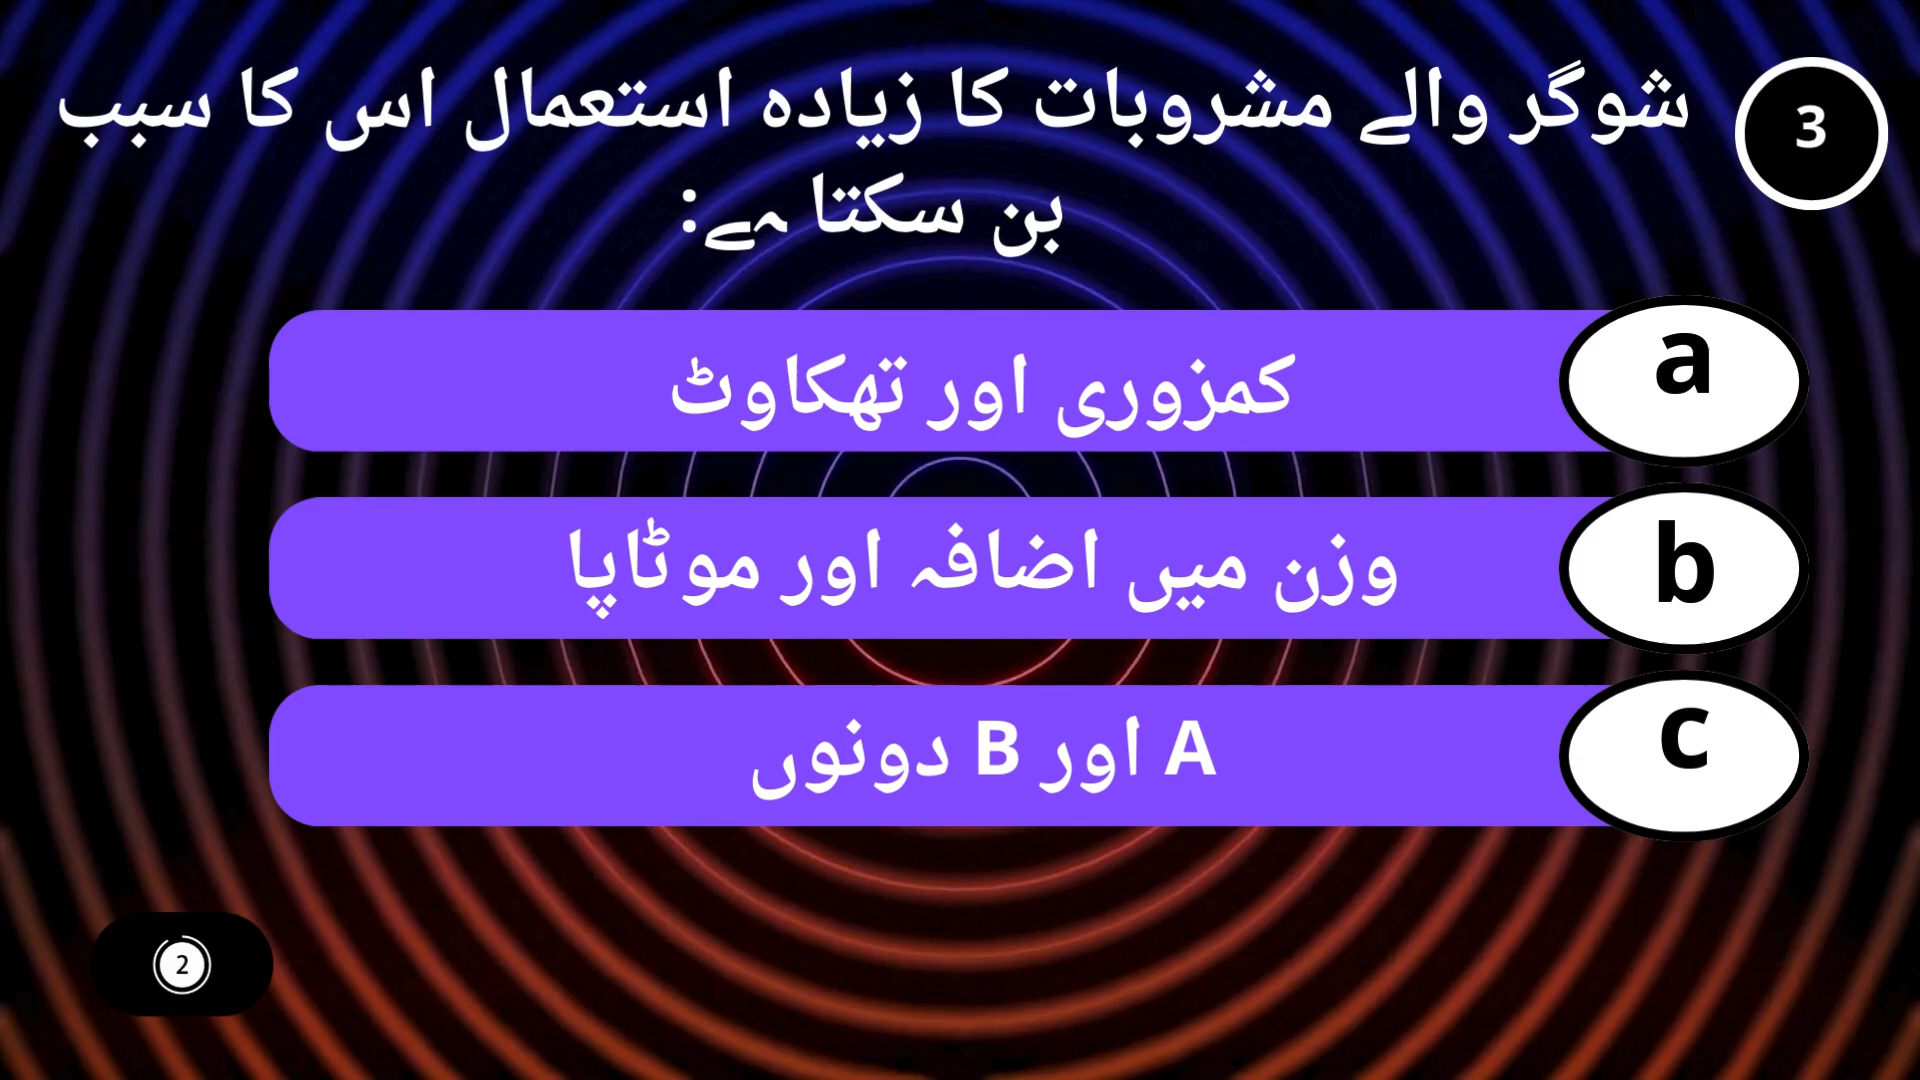 3
شوگر والے مشروبات کا زیادہ استعمال اس کا سبب
بن سکتا ہے:
a
کمزوری اور تھکاوٹ
b
وزن میں اضافہ اور موٹاپا
c
A اور B دونوں
2